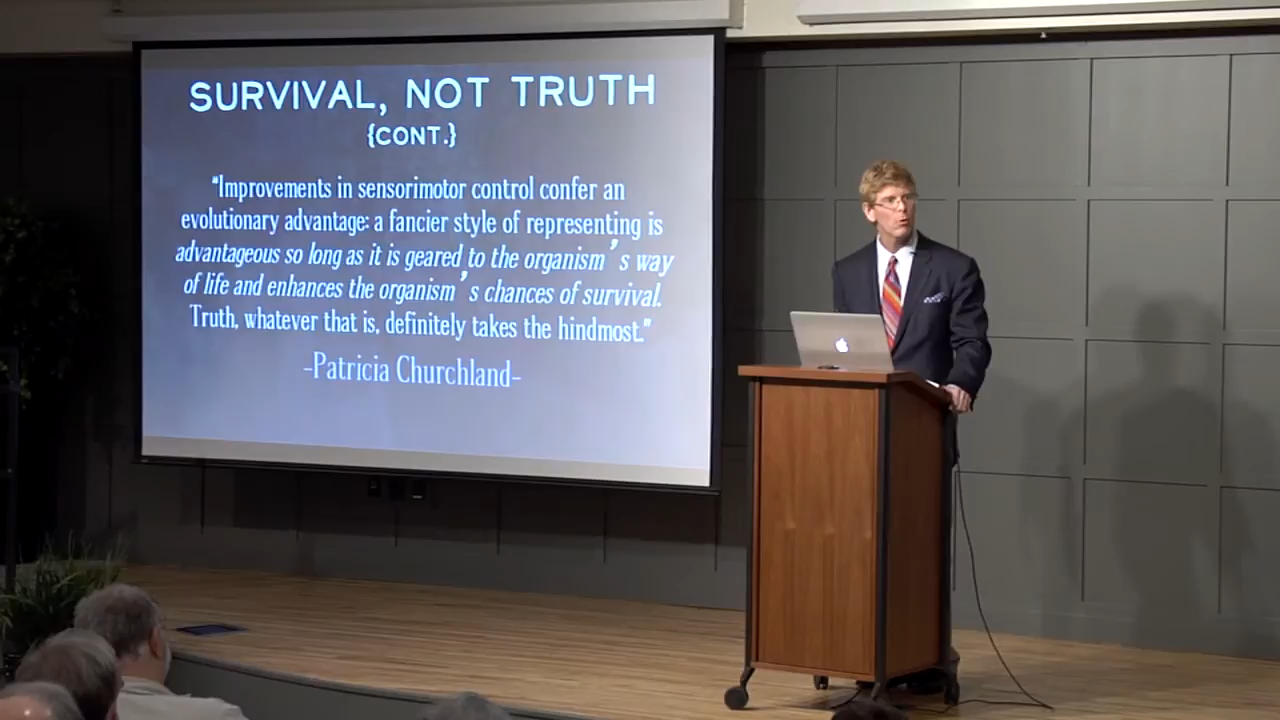 SURVIVAL, NOT TRUTH
{CONT.}
“Improvements in sensorimotor control confer an
evolutionary advantage: a fancier style of representing is
advantageous so long as it is geared to the organism's way
of life and enhances the organism's chances of survival.
Truth, whatever that is, definitely takes the hindmost.”
-Patricia Churchland-